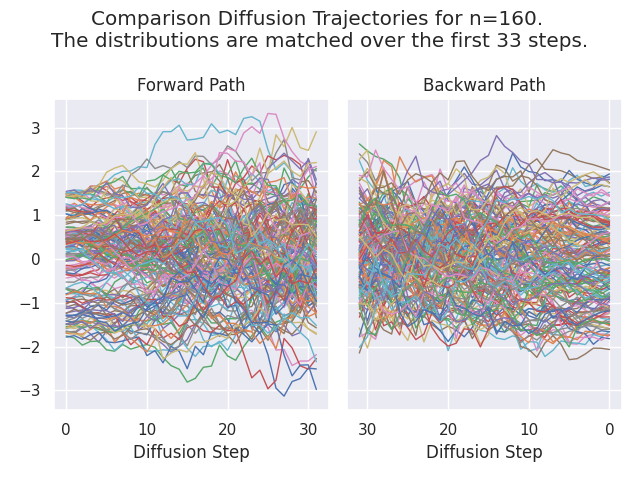 Comparison Diffusion Trajectories for n=160.
The distributions are matched over the first 33 steps.
Forward Path
Backward Path
3
2
1
0
−1
−2
−3
0 10 20 30
30 20 10 0
Diffusion Step
Diffusion Step